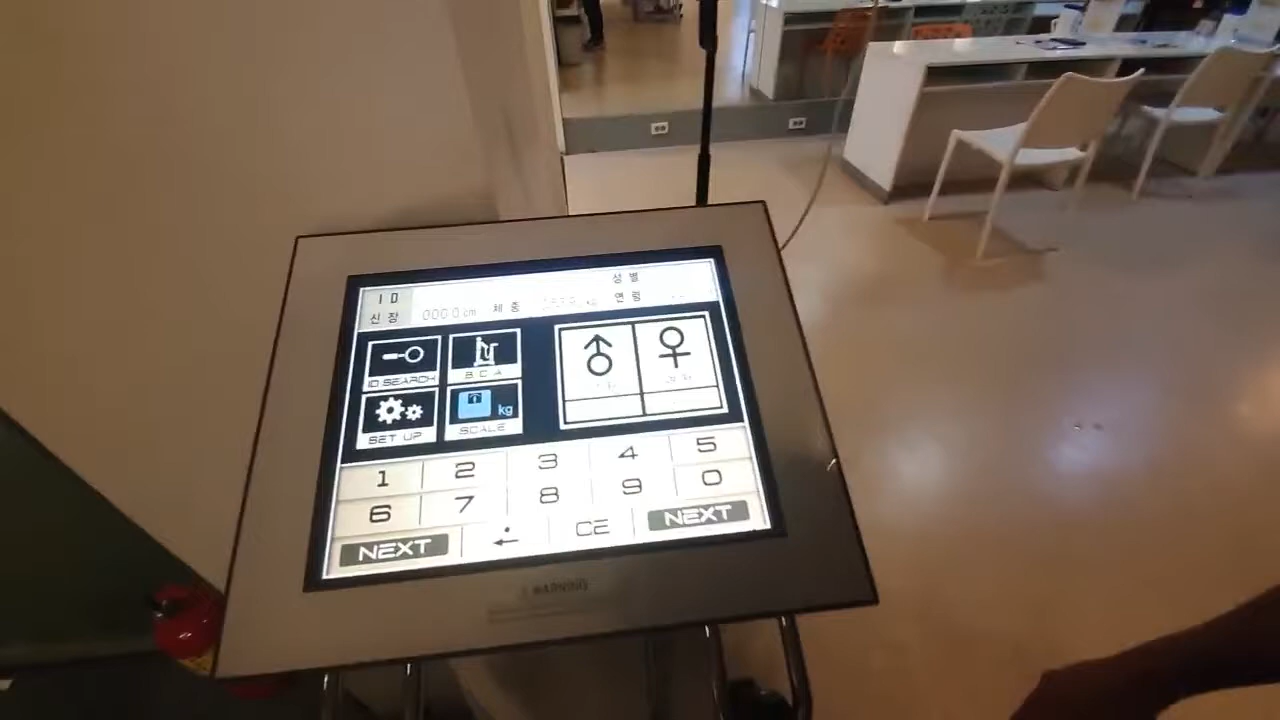 ID 성별
신장 000.0 cm 체중 kg 연령
ID SEARCH B.C.A
SET UP kg SCALE
1 2 3 4 5
6 7 8 9 0
NEXT . CE NEXT
WARNING